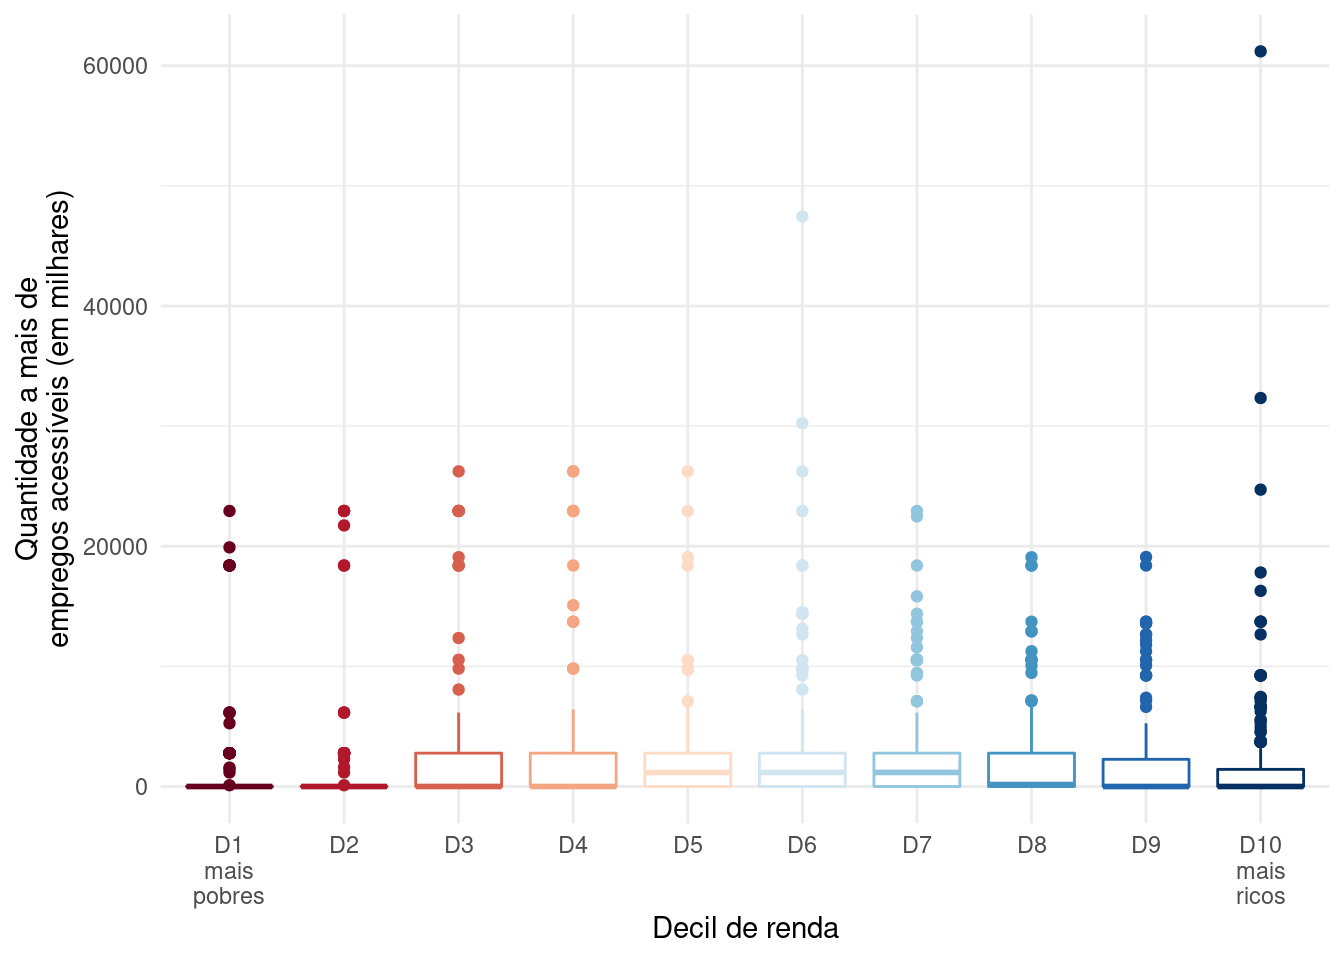 60000
40000
20000
0
Quantidade a mais de
empregos acessíveis (em milhares)
D1
mais
pobres
D2
D3
D4
D5
D6
D7
D8
D9
D10
mais
ricos
Decil de renda